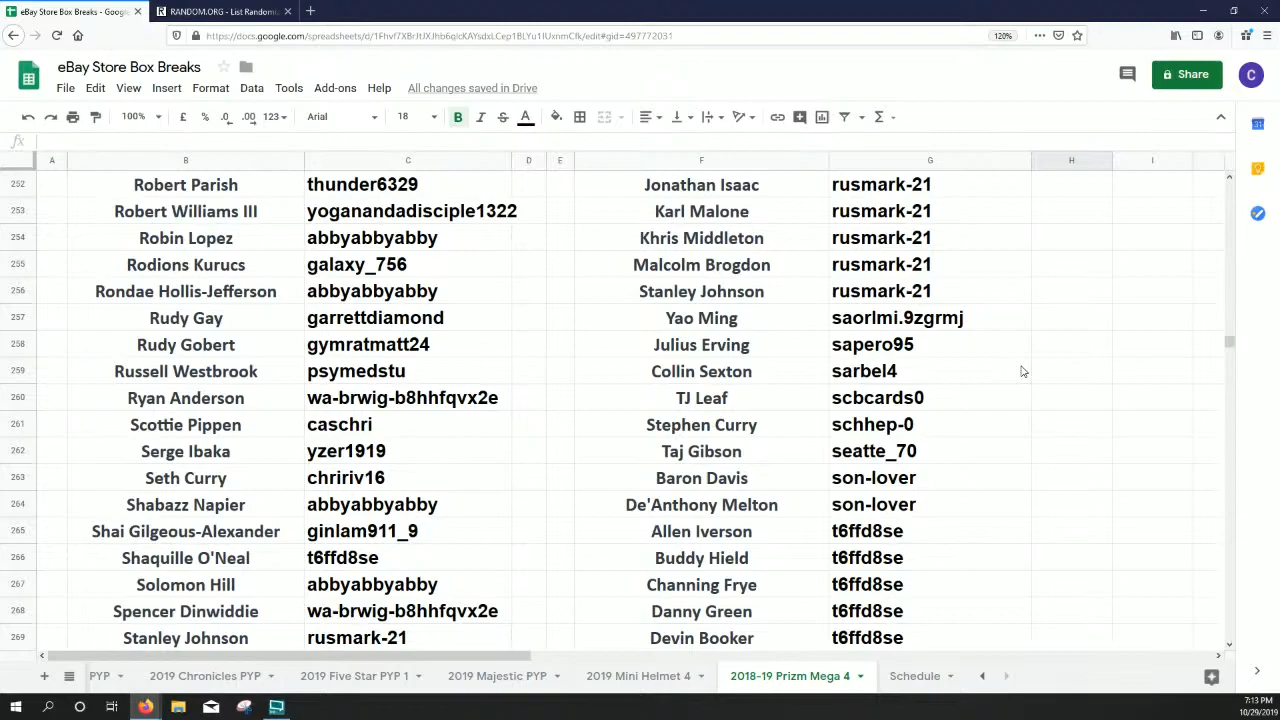 eBay Store Box Breaks - Google
RANDOM.ORG - List Randomi
eBay Store Box Breaks
120%
Share
C
File Edit View Insert Format Data Tools Add-ons Help All changes saved in Drive
100% £ % .0 .00 123 Arial 18 B I S A
fx
A B C D E F G H I
252 Robert Parish thunder6329 Jonathan Isaac rusmark-21
253 Robert Williams III yoganandadisciple1322 Karl Malone rusmark-21
254 Robin Lopez abbyabbyabby Khris Middleton rusmark-21
255 Rodions Kurucs galaxy_756 Malcolm Brogdon rusmark-21
256 Rondae Hollis-Jefferson abbyabbyabby Stanley Johnson rusmark-21
257 Rudy Gay garrettdiamond Yao Ming saorlmi.9zgrmj
258 Rudy Gobert gymratmatt24 Julius Erving sapero95
259 Russell Westbrook psymedstu Collin Sexton sarbel4
260 Ryan Anderson wa-brwig-b8hhfqvx2e TJ Leaf scbcards0
261 Scottie Pippen caschri Stephen Curry schhep-0
262 Serge Ibaka yzer1919 Taj Gibson seatte_70
263 Seth Curry chririv16 Baron Davis son-lover
264 Shabazz Napier abbyabbyabby De'Anthony Melton son-lover
265 Shai Gilgeous-Alexander ginlam911_9 Allen Iverson t6ffd8se
266 Shaquille O'Neal t6ffd8se Buddy Hield t6ffd8se
267 Solomon Hill abbyabbyabby Channing Frye t6ffd8se
268 Spencer Dinwiddie wa-brwig-b8hhfqvx2e Danny Green t6ffd8se
269 Stanley Johnson rusmark-21 Devin Booker t6ffd8se
PYP 2019 Chronicles PYP 2019 Five Star PYP 1 2019 Majestic PYP 2019 Mini Helmet 4 2018-19 Prizm Mega 4 Schedule
7:13 PM
10/29/2019